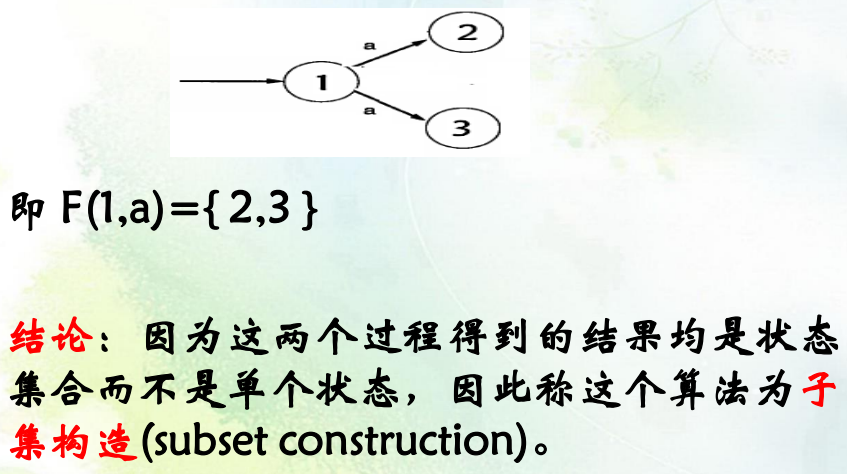 a
2
1
a
3
即 F(1,a)={ 2,3 }
结论：因为这两个过程得到的结果均是状态
集合而不是单个状态，因此称这个算法为子
集构造(subset construction)。